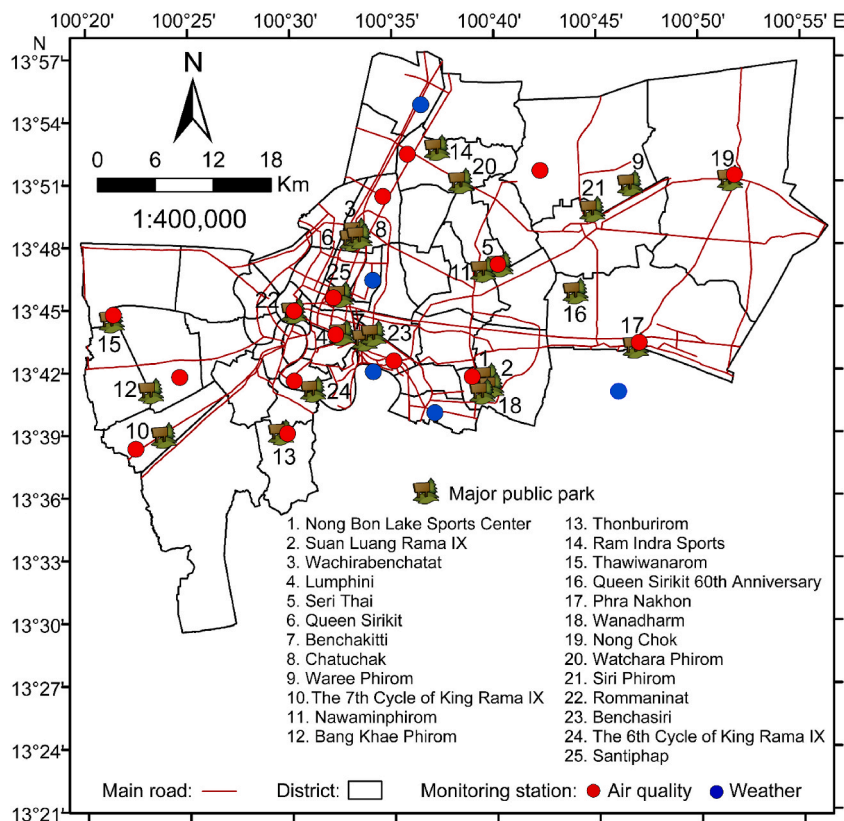 100°20' 100°25' 100°30' 100°35' 100°40' 100°45' 100°50' 100°55' E
N
13°57'
13°54'
13°51'
13°48'
13°45'
13°42'
13°39'
13°36'
13°33'
13°30'
13°27'
13°24'
13°21'
N
0 6 12 18 Km
1:400,000
14
20
9
19
21
3
6
8
5
11
25
16
22
4
7
23
17
15
1
2
12
24
18
10
13
Major public park
1. Nong Bon Lake Sports Center
2. Suan Luang Rama IX
3. Wachirabenchatat
4. Lumphini
5. Seri Thai
6. Queen Sirikit
7. Benchakitti
8. Chatuchak
9. Waree Phirom
10. The 7th Cycle of King Rama IX
11. Nawaminphirom
12. Bang Khae Phirom
13. Thonburirom
14. Ram Indra Sports
15. Thawiwanarom
16. Queen Sirikit 60th Anniversary
17. Phra Nakhon
18. Wanadharm
19. Nong Chok
20. Watchara Phirom
21. Siri Phirom
22. Rommaninat
23. Benchasiri
24. The 6th Cycle of King Rama IX
25. Santiphap
Main road: District: Monitoring station: Air quality Weather